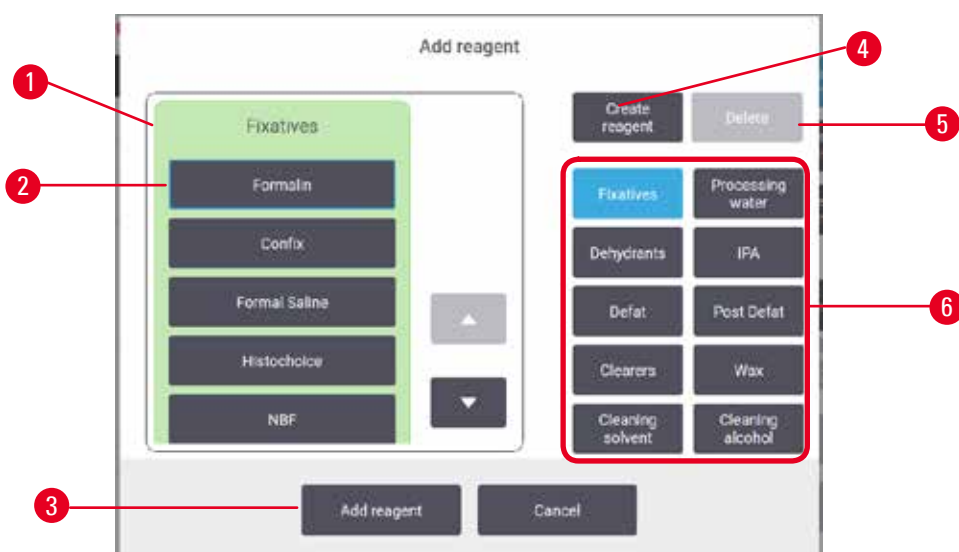 Add reagent
4
1
Create
reagent
Delete
5
Fixatives
2
Formalin
Fixatives
Processing
water
Confix
Dehydrants
IPA
Formal Saline
Defat
Post Defat
6
Histochoice
Clearers
Wax
NBF
Cleaning
solvent
Cleaning
alcohol
3
Add reagent
Cancel